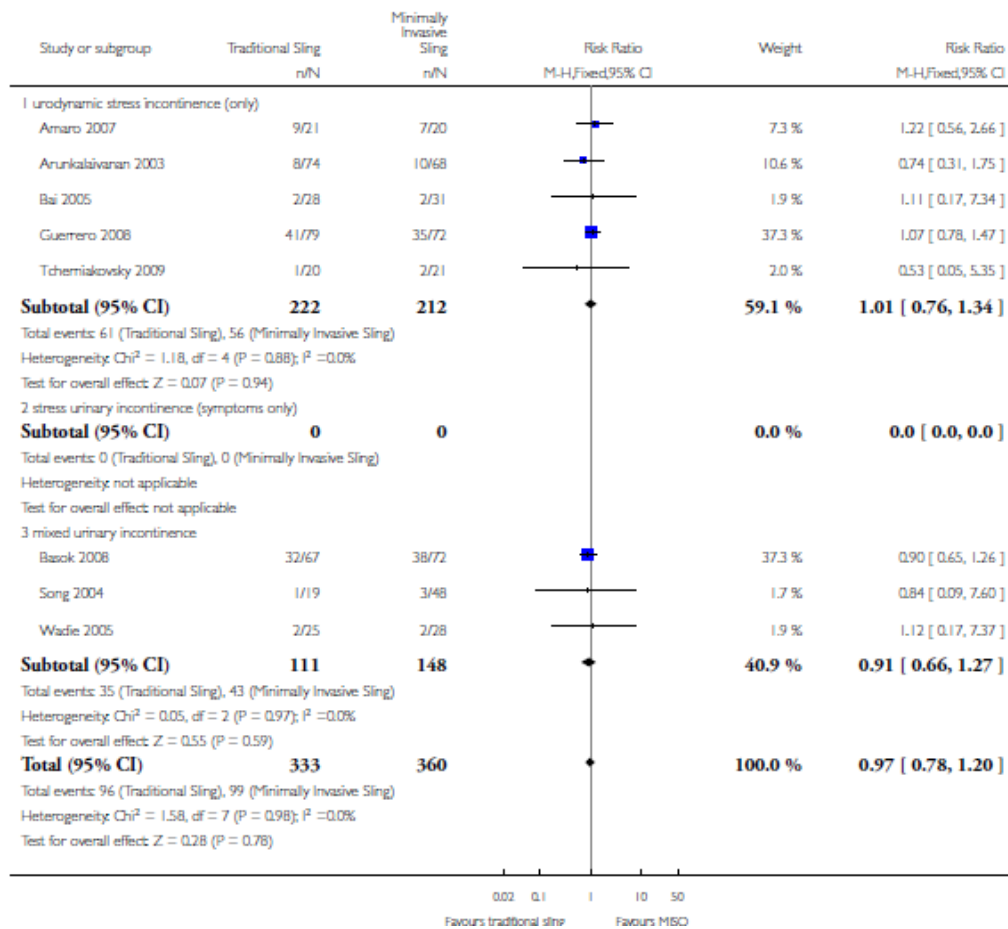 Study or subgroup Traditional Sling Minimally Invasive Sling Risk Ratio Weight Risk Ratio
n/N n/N M-H,Fixed,95% CI M-H,Fixed,95% CI
1 urodynamic stress incontinence (only)
Amaro 2007 9/21 7/20 7.3 % 1.22 [ 0.56, 2.66 ]
Arunkalaivanan 2003 8/74 10/68 10.6 % 0.74 [ 0.31, 1.75 ]
Bai 2005 2/28 2/31 1.9 % 1.11 [ 0.17, 7.34 ]
Guerrero 2008 41/79 35/72 37.3 % 1.07 [ 0.78, 1.47 ]
Tcherniakovsky 2009 1/20 2/21 2.0 % 0.53 [ 0.05, 5.35 ]
Subtotal (95% CI) 222 212 59.1 % 1.01 [ 0.76, 1.34 ]
Total events: 61 (Traditional Sling), 56 (Minimally Invasive Sling)
Heterogeneity: Chi² = 1.18, df = 4 (P = 0.88); I² =0.0%
Test for overall effect: Z = 0.07 (P = 0.94)
2 stress urinary incontinence (symptoms only)
Subtotal (95% CI) 0 0 0.0 % 0.0 [ 0.0, 0.0 ]
Total events: 0 (Traditional Sling), 0 (Minimally Invasive Sling)
Heterogeneity: not applicable
Test for overall effect: not applicable
3 mixed urinary incontinence
Basok 2008 32/67 38/72 37.3 % 0.90 [ 0.65, 1.26 ]
Song 2004 1/19 3/48 1.7 % 0.84 [ 0.09, 7.60 ]
Wadie 2005 2/25 2/28 1.9 % 1.12 [ 0.17, 7.37 ]
Subtotal (95% CI) 111 148 40.9 % 0.91 [ 0.66, 1.27 ]
Total events: 35 (Traditional Sling), 43 (Minimally Invasive Sling)
Heterogeneity: Chi² = 0.05, df = 2 (P = 0.97); I² =0.0%
Test for overall effect: Z = 0.55 (P = 0.59)
Total (95% CI) 333 360 100.0 % 0.97 [ 0.78, 1.20 ]
Total events: 96 (Traditional Sling), 99 (Minimally Invasive Sling)
Heterogeneity: Chi² = 1.58, df = 7 (P = 0.98); I² =0.0%
Test for overall effect: Z = 0.28 (P = 0.78)
0.02 0.1 1 10 50
Favours traditional sling Favours MISO